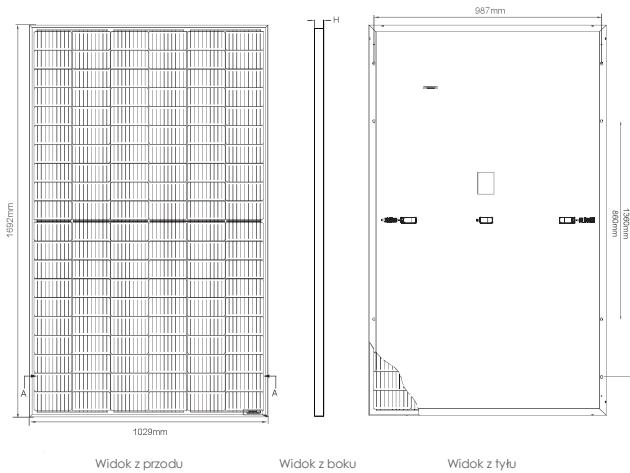 987mm
H
1692mm
860mm
1360mm
A
A
1029mm
Widok z przodu
Widok z boku
Widok z tyłu